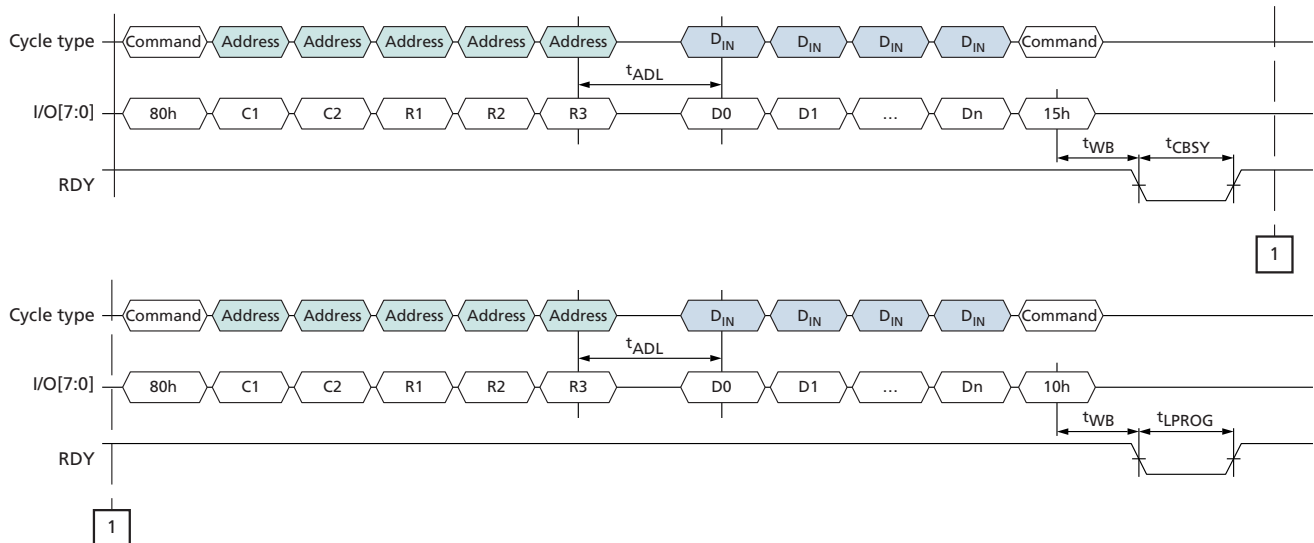 Cycle type Command Address Address Address Address Address DIN DIN DIN DIN Command
tADL
I/O[7:0] 80h C1 C2 R1 R2 R3 D0 D1 … Dn 15h
tWB tCBSY
RDY
1
Cycle type Command Address Address Address Address Address DIN DIN DIN DIN Command
tADL
I/O[7:0] 80h C1 C2 R1 R2 R3 D0 D1 … Dn 10h
tWB tLPROG
RDY
1